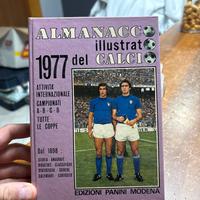 ALMANACCO
illustrato
1977 del CALCIO
ATTIVITÀ
INTERNAZIONALE
CAMPIONATI
A-B-C-D
TUTTE
LE COPPE
Dal 1898
EDIZIONI PANINI MODENA